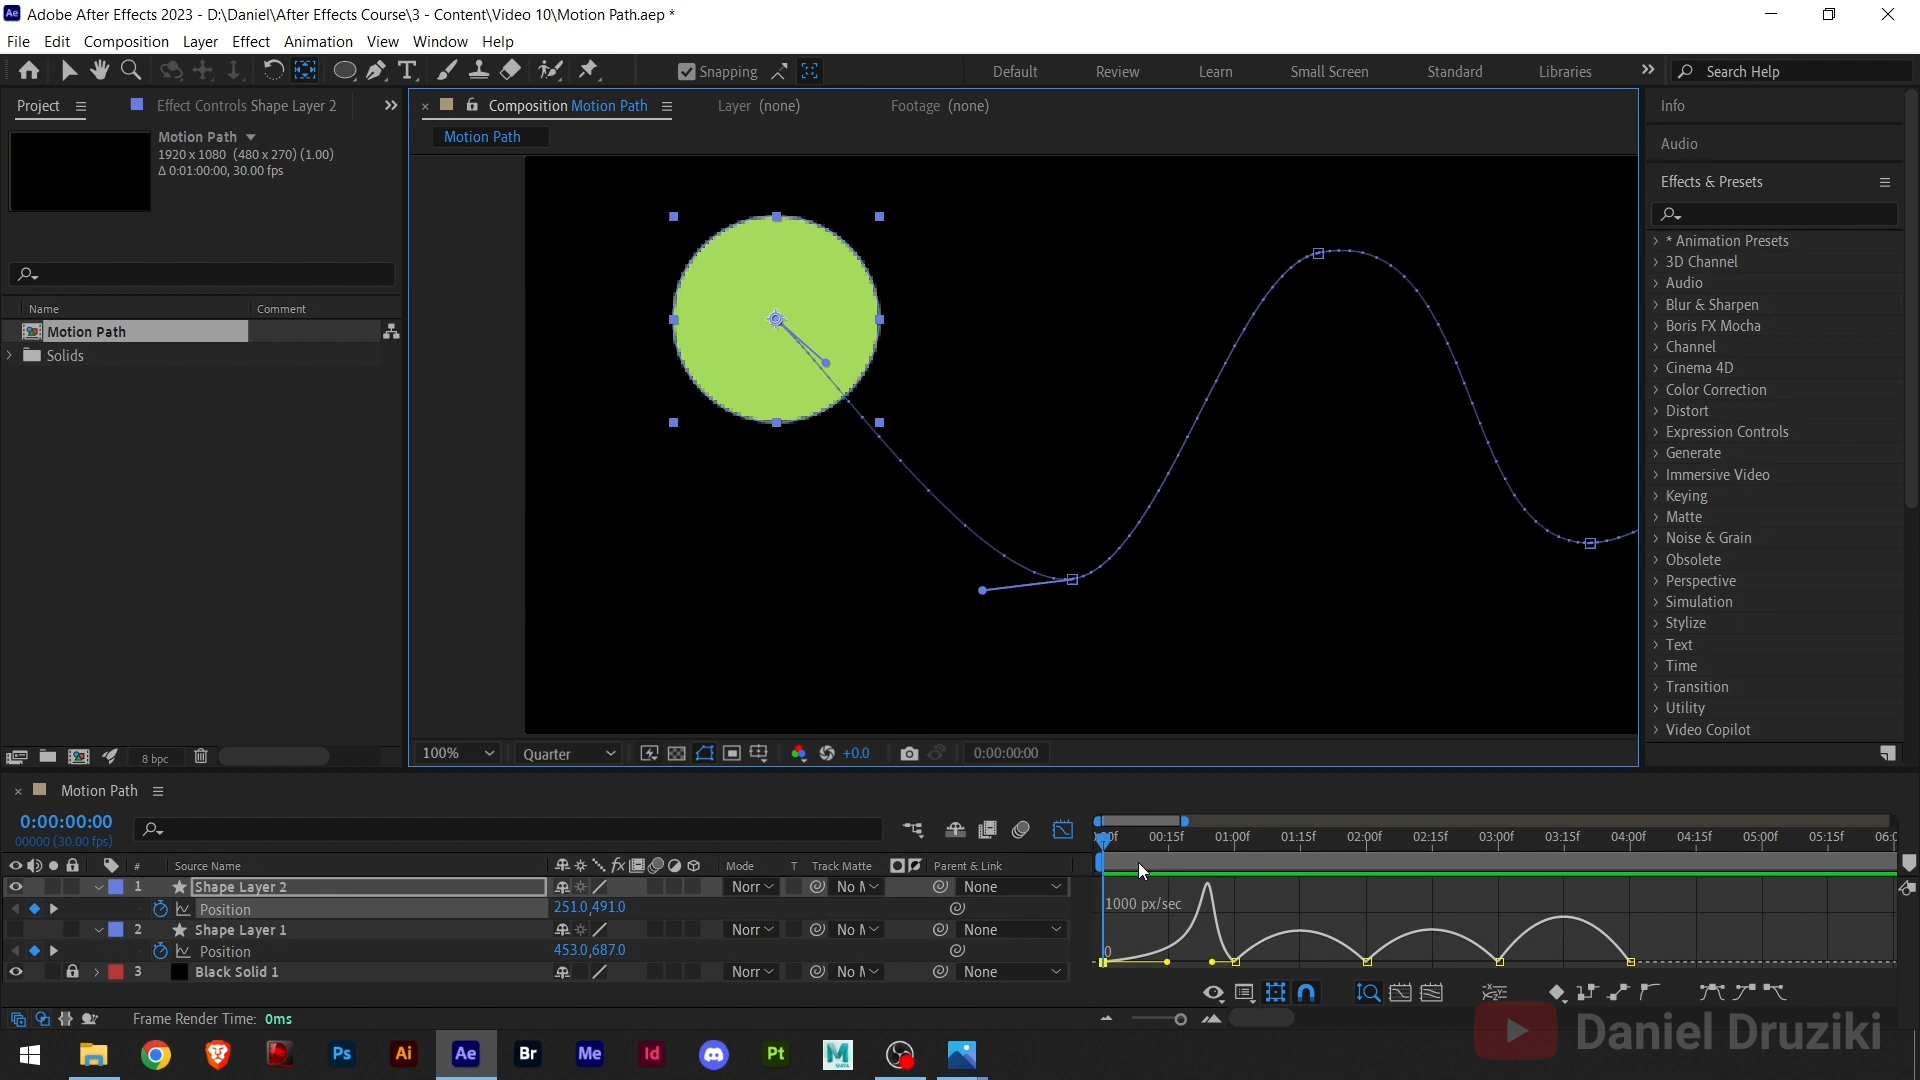 Ae Adobe After Effects 2023 - D:\Daniel\After Effects Course\3 - Content\Video 10\Motion Path.aep *
File Edit Composition Layer Effect Animation View Window Help
Snapping Default Review Learn Small Screen Standard Libraries Search Help
Project Effect Controls Shape Layer 2
Composition Motion Path Layer (none) Footage (none)
Motion Path
Motion Path
1920 x 1080 (480 x 270) (1.00)
Δ 0:01:00:00, 30.00 fps
Name Comment
Motion Path
Solids
8 bpc
100% Quarter +0.0 0:00:00:00
Info
Audio
Effects & Presets
* Animation Presets
3D Channel
Audio
Blur & Sharpen
Boris FX Mocha
Channel
Cinema 4D
Color Correction
Distort
Expression Controls
Generate
Immersive Video
Keying
Matte
Noise & Grain
Obsolete
Perspective
Simulation
Stylize
Text
Time
Transition
Utility
Video Copilot
Motion Path
0:00:00:00
00000 (30.00 fps)
00:15f 01:00f 01:15f 02:00f 02:15f 03:00f 03:15f 04:00f 04:15f 05:00f 05:15f
# Source Name fx Mode T Track Matte Parent & Link
1 Shape Layer 2 Norr None
Position 251.0,491.0
2 Shape Layer 1 Norr None
Position 453.0,687.0
3 Black Solid 1 Norr None
1000 px/sec
0
Frame Render Time: 0ms
Ps Ai Ae Br Me Id Pt
Daniel Druziki